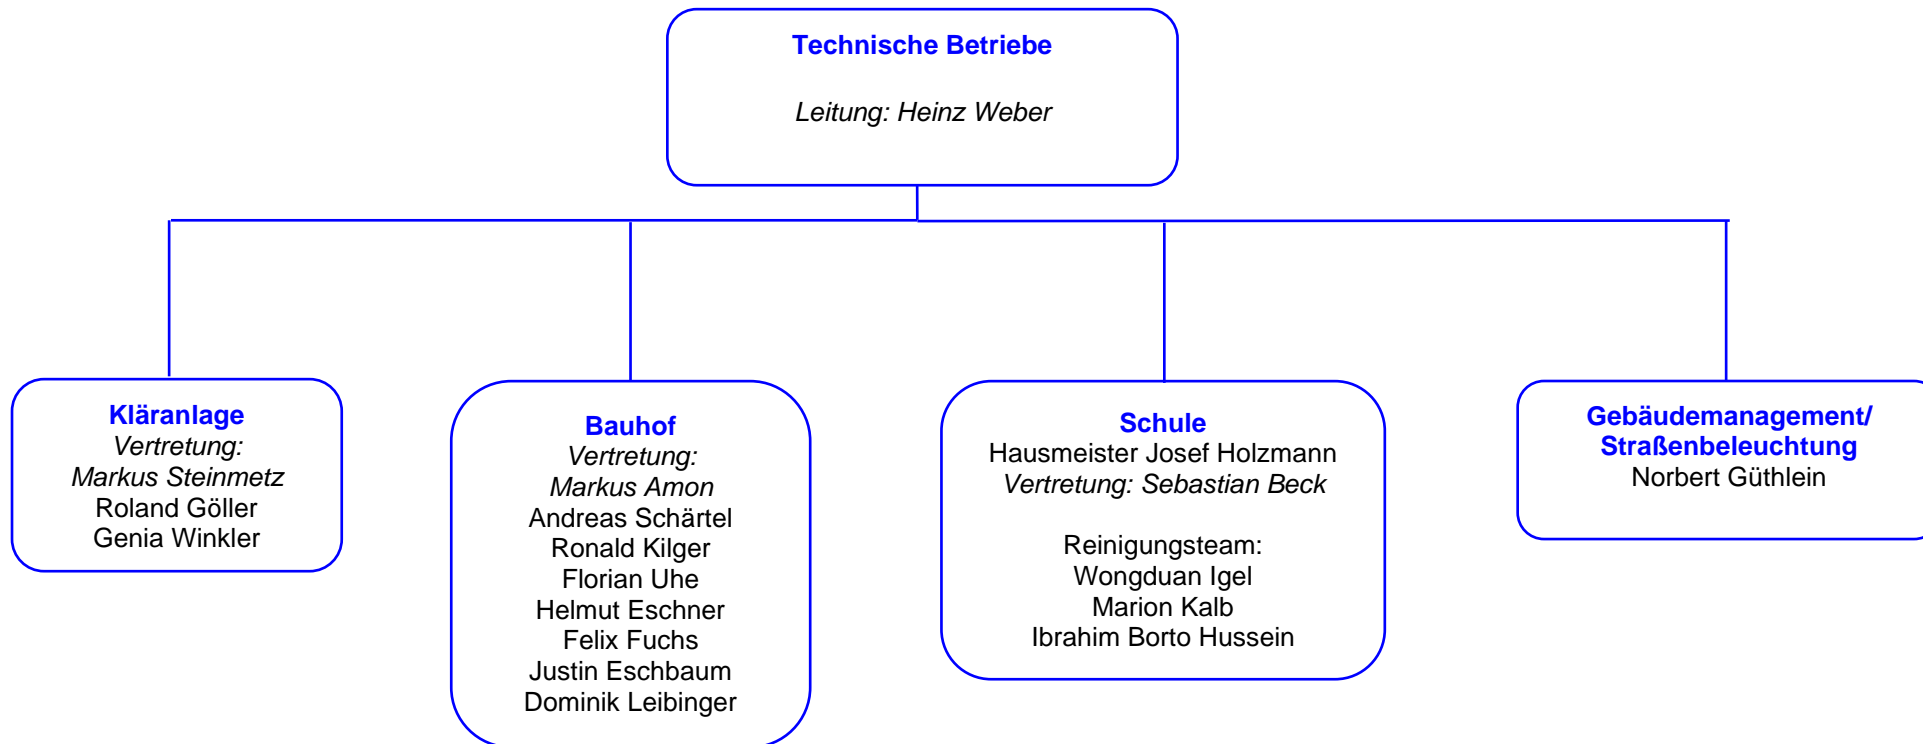 Technische Betriebe
Leitung: Heinz Weber
Kläranlage
Vertretung:
Markus Steinmetz
Roland Göller
Genia Winkler
Bauhof
Vertretung:
Markus Amon
Andreas Schärtel
Ronald Kilger
Florian Uhe
Helmut Eschner
Felix Fuchs
Justin Eschbaum
Dominik Leibinger
Schule
Hausmeister Josef Holzmann
Vertretung: Sebastian Beck
Reinigungsteam:
Wongduan Igel
Marion Kalb
Ibrahim Borto Hussein
Gebäudemanagement/
Straßenbeleuchtung
Norbert Güthlein